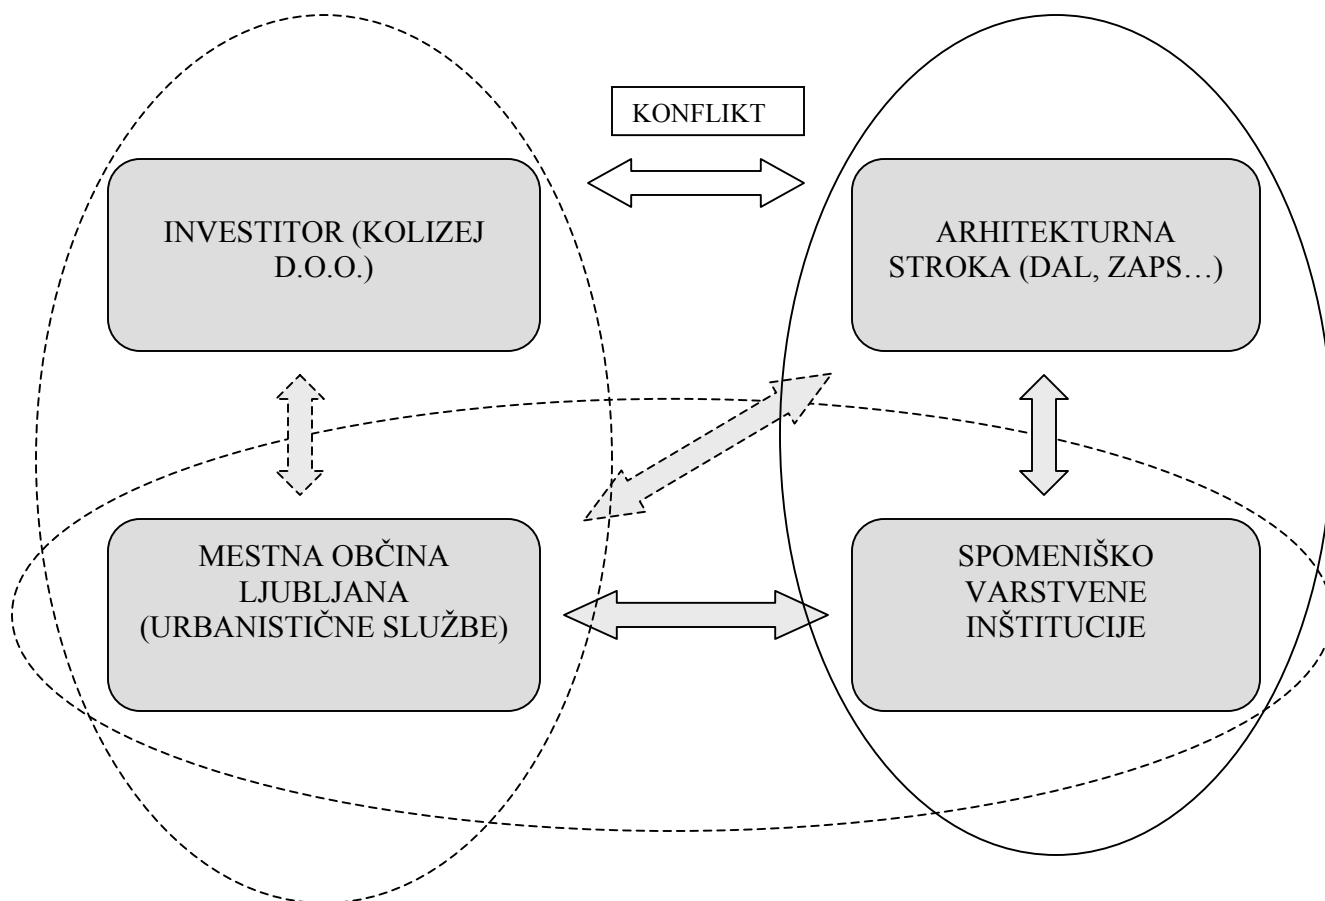 KONFLIKT
INVESTITOR (KOLIZEJ
D.O.O.)
ARHITEKTURNA
STROKA (DAL, ZAPS…)
MESTNA OBČINA
LJUBLJANA
(URBANISTIČNE SLUŽBE)
SPOMENIŠKO
VARSTVENE
INŠTITUCIJE